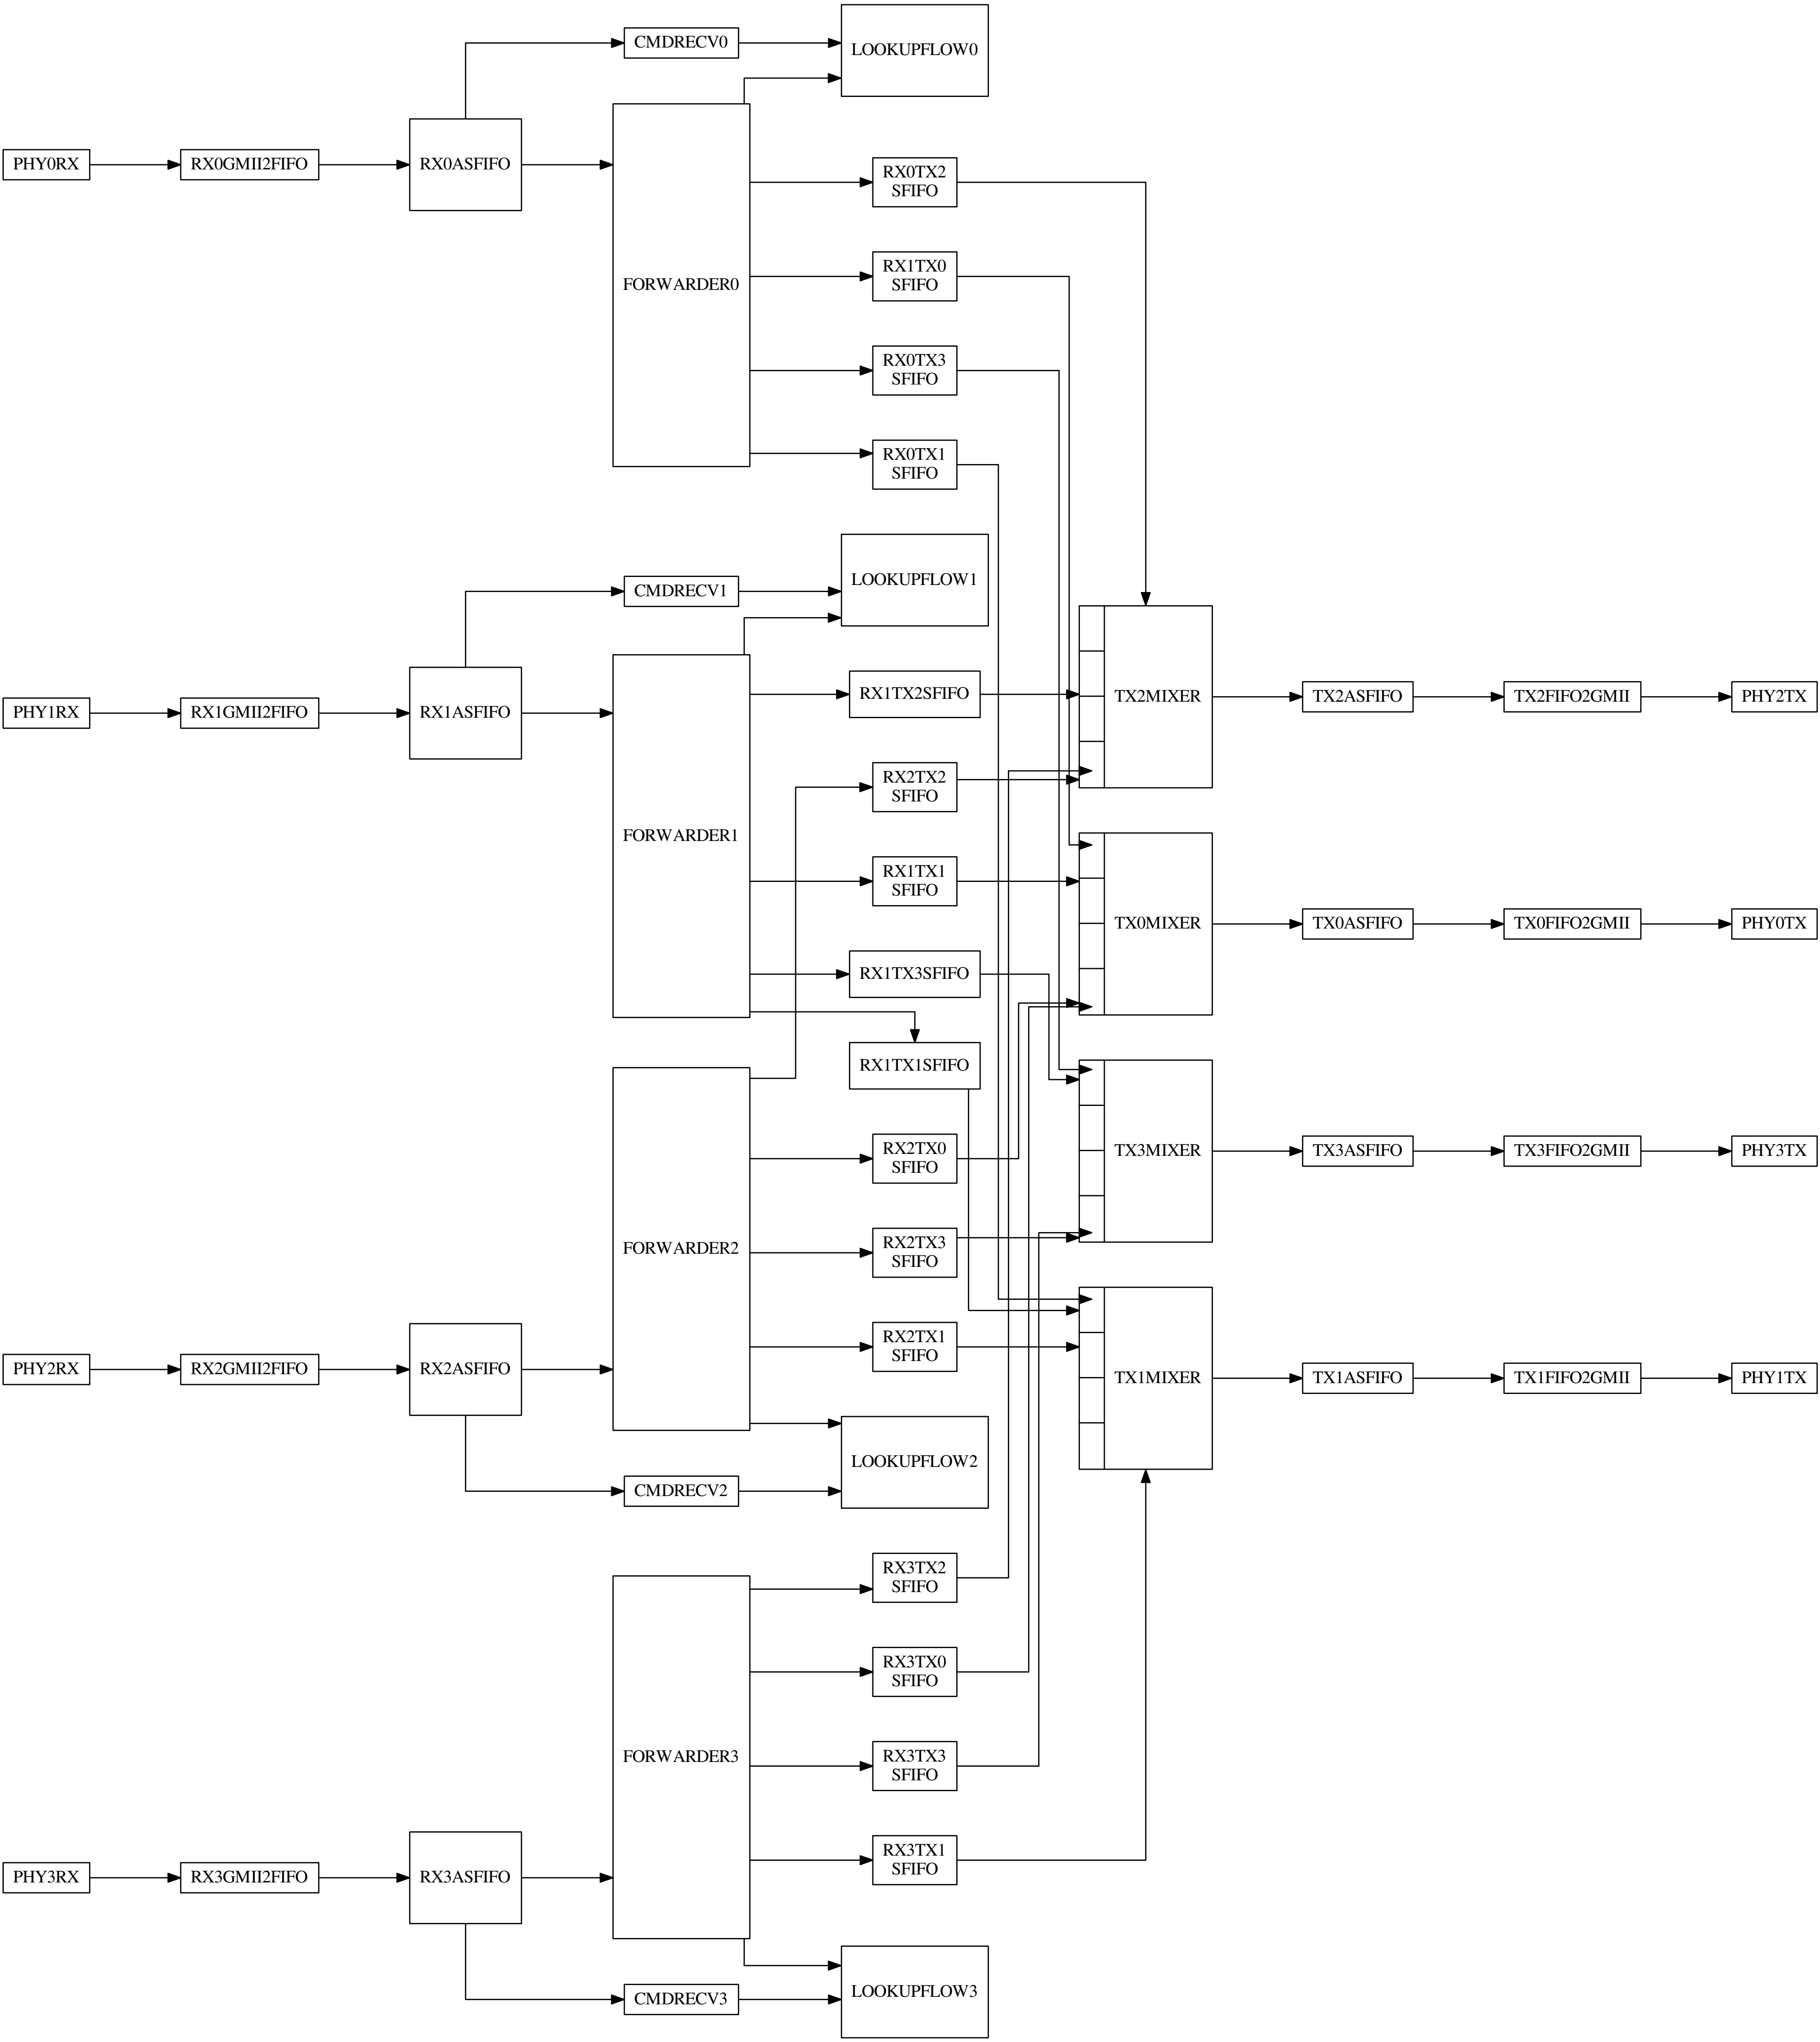 CMDRECV0
LOOKUPFLOW0
PHY0RX
RX0GMII2FIFO
RX0ASFIFO
FORWARDER0
RX0TX2
SFIFO
RX1TX0
SFIFO
RX0TX3
SFIFO
RX0TX1
SFIFO
CMDRECV1
LOOKUPFLOW1
PHY1RX
RX1GMII2FIFO
RX1ASFIFO
FORWARDER1
RX1TX2SFIFO
RX2TX2
SFIFO
RX1TX1
SFIFO
RX1TX3SFIFO
RX1TX1SFIFO
TX2MIXER
TX2ASFIFO
TX2FIFO2GMII
PHY2TX
TX0MIXER
TX0ASFIFO
TX0FIFO2GMII
PHY0TX
TX3MIXER
TX3ASFIFO
TX3FIFO2GMII
PHY3TX
TX1MIXER
TX1ASFIFO
TX1FIFO2GMII
PHY1TX
PHY2RX
RX2GMII2FIFO
RX2ASFIFO
FORWARDER2
RX2TX0
SFIFO
RX2TX3
SFIFO
RX2TX1
SFIFO
LOOKUPFLOW2
CMDRECV2
PHY3RX
RX3GMII2FIFO
RX3ASFIFO
FORWARDER3
RX3TX2
SFIFO
RX3TX0
SFIFO
RX3TX3
SFIFO
RX3TX1
SFIFO
LOOKUPFLOW3
CMDRECV3